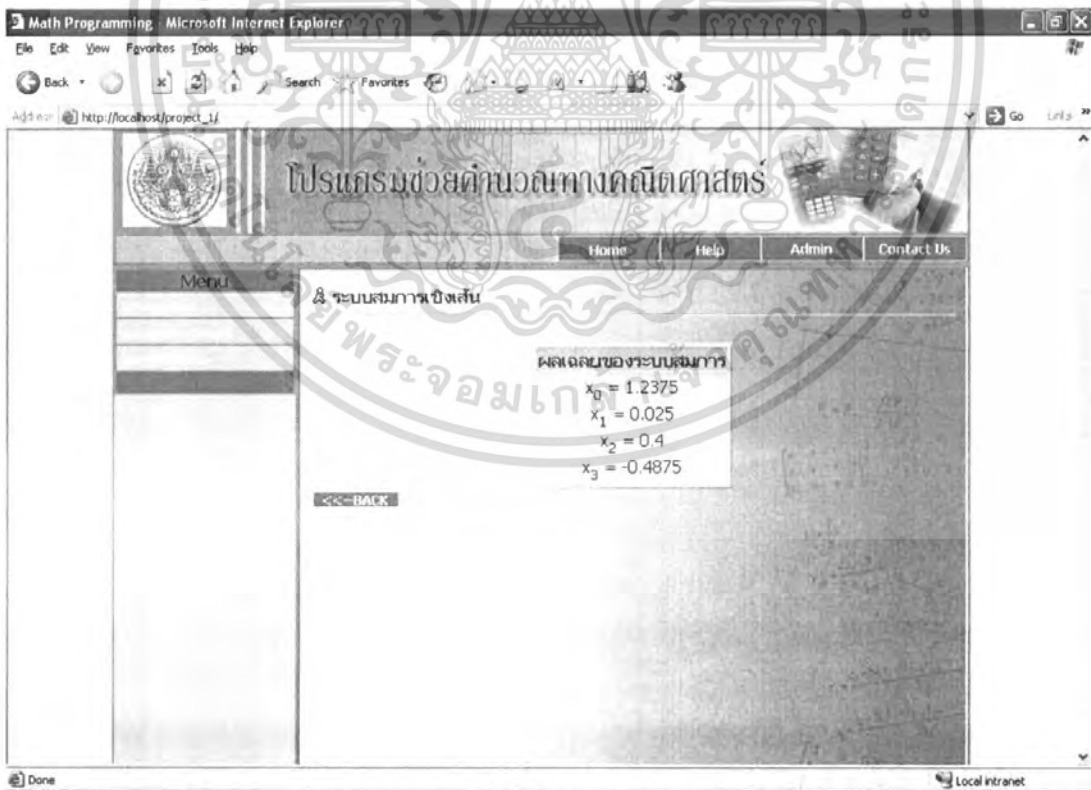 Math Programming - Microsoft Internet Explorer
File Edit View Favorites Tools Help
Back Search Favorites
Address http://localhost/project_1/ Go Links »
โปรแกรมช่วยคำนวณทางคณิตศาสตร์
Home Help Admin Contact Us
Menu
ระบบสมการเชิงเส้น
ผลเฉลยของระบบสมการ
x₀ = 1.2375
x₁ = 0.025
x₂ = 0.4
x₃ = -0.4875
<<-BACK
Done Local intranet